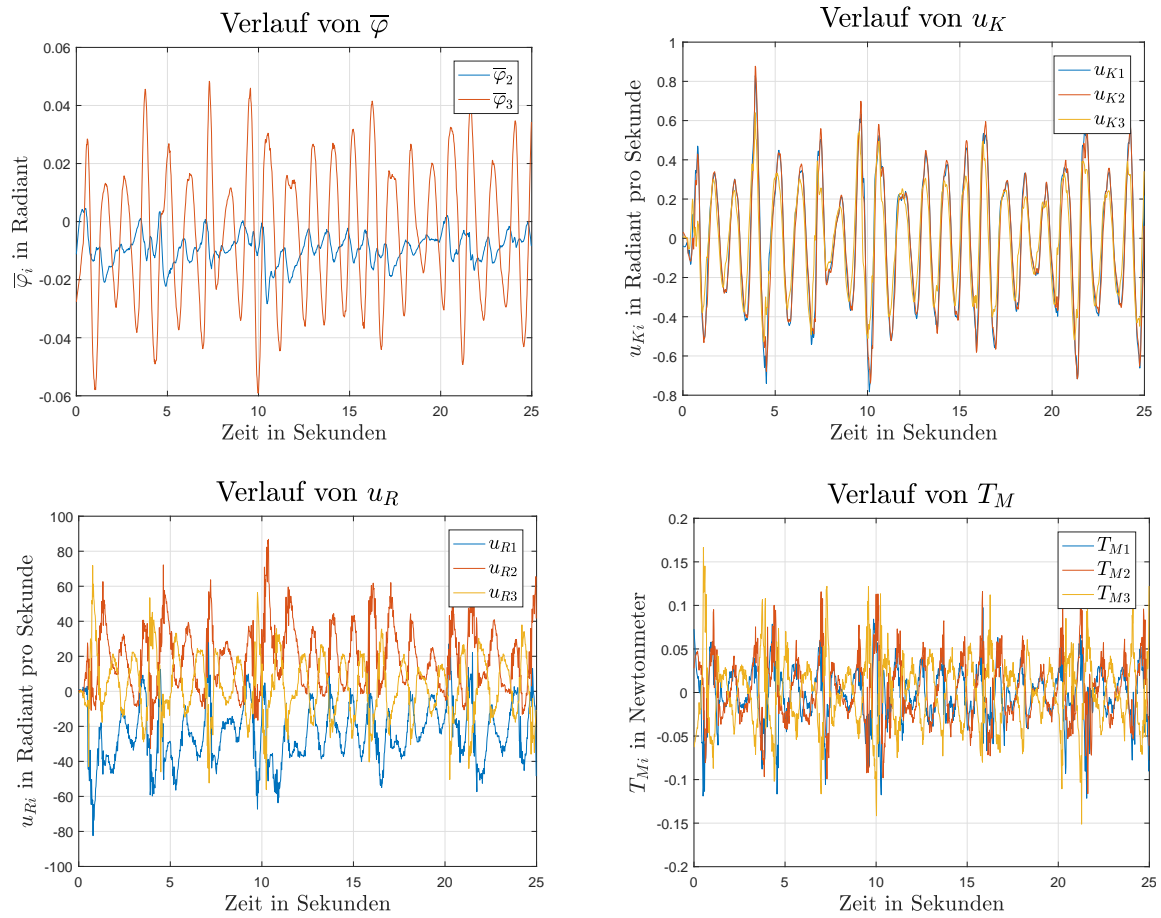 Verlauf von φ̅
0.06
0.04
0.02
0
-0.02
-0.04
-0.06
0 5 10 15 20 25
φ̅i in Radiant
Zeit in Sekunden
φ̅2
φ̅3
Verlauf von uK
1
0.8
0.6
0.4
0.2
0
-0.2
-0.4
-0.6
-0.8
0 5 10 15 20 25
uKi in Radiant pro Sekunde
Zeit in Sekunden
uK1
uK2
uK3
Verlauf von uR
100
80
60
40
20
0
-20
-40
-60
-80
-100
0 5 10 15 20 25
uRi in Radiant pro Sekunde
Zeit in Sekunden
uR1
uR2
uR3
Verlauf von TM
0.2
0.15
0.1
0.05
0
-0.05
-0.1
-0.15
-0.2
0 5 10 15 20 25
TMi in Newtonmeter
Zeit in Sekunden
TM1
TM2
TM3